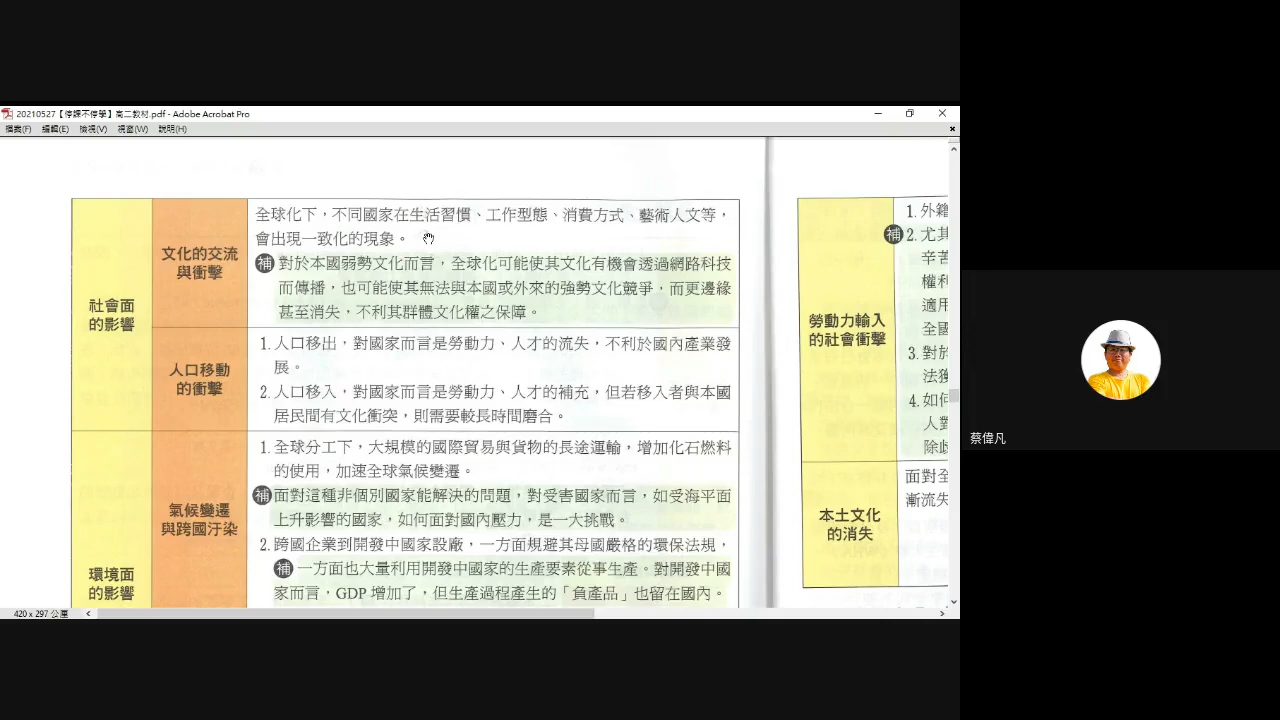 20210527【停課不停學】高二教材.pdf - Adobe Acrobat Pro
檔案(F) 編輯(E) 檢視(V) 視窗(W) 說明(H)
社會面
的影響
文化的交流
與衝擊
全球化下，不同國家在生活習慣、工作型態、消費方式、藝術人文等，
會出現一致化的現象。
補 對於本國弱勢文化而言，全球化可能使其文化有機會透過網路科技
而傳播，也可能使其無法與本國或外來的強勢文化競爭，而更邊緣
甚至消失，不利其群體文化權之保障。
人口移動
的衝擊
1. 人口移出，對國家而言是勞動力、人才的流失，不利於國內產業發
展。
2. 人口移入，對國家而言是勞動力、人才的補充，但若移入者與本國
居民間有文化衝突，則需要較長時間磨合。
環境面
的影響
氣候變遷
與跨國汙染
1. 全球分工下，大規模的國際貿易與貨物的長途運輸，增加化石燃料
的使用，加速全球氣候變遷。
補 面對這種非個別國家能解決的問題，對受害國家而言，如受海平面
上升影響的國家，如何面對國內壓力，是一大挑戰。
2. 跨國企業到開發中國家設廠，一方面規避其母國嚴格的環保法規，
補 一方面也大量利用開發中國家的生產要素從事生產。對開發中國
家而言，GDP 增加了，但生產過程產生的「負產品」也留在國內。
勞動力輸入
的社會衝擊
1. 外籍
補 2. 尤其
辛苦
權利
適用
全國
3. 對於
法獲
4. 如何
人對
除歧
本土文化
的消失
面對全
漸流失
420 x 297 公厘
蔡偉凡